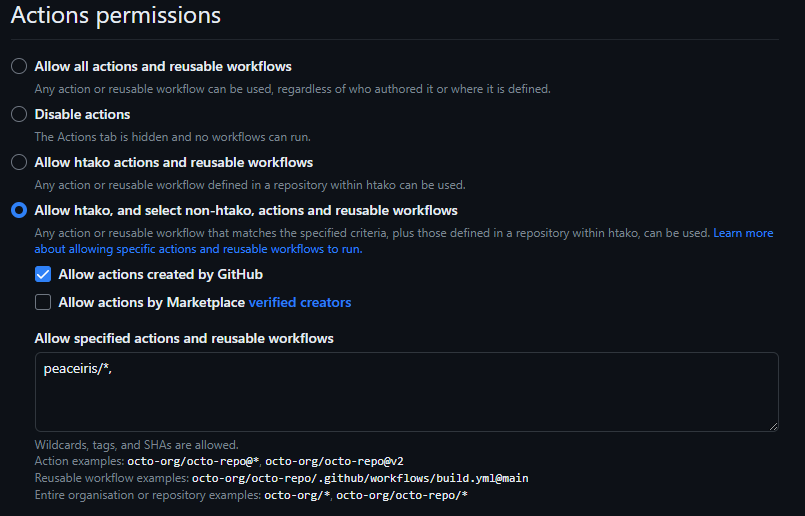 Actions permissions
Allow all actions and reusable workflows
Any action or reusable workflow can be used, regardless of who authored it or where it is defined.
Disable actions
The Actions tab is hidden and no workflows can run.
Allow htako actions and reusable workflows
Any action or reusable workflow defined in a repository within htako can be used.
Allow htako, and select non-htako, actions and reusable workflows
Any action or reusable workflow that matches the specified criteria, plus those defined in a repository within htako, can be used. Learn more
about allowing specific actions and reusable workflows to run.
Allow actions created by GitHub
Allow actions by Marketplace verified creators
Allow specified actions and reusable workflows
peaceiris/*,
Wildcards, tags, and SHAs are allowed.
Action examples: octo-org/octo-repo@*, octo-org/octo-repo@v2
Reusable workflow examples: octo-org/octo-repo/.github/workflows/build.yml@main
Entire organisation or repository examples: octo-org/*, octo-org/octo-repo/*